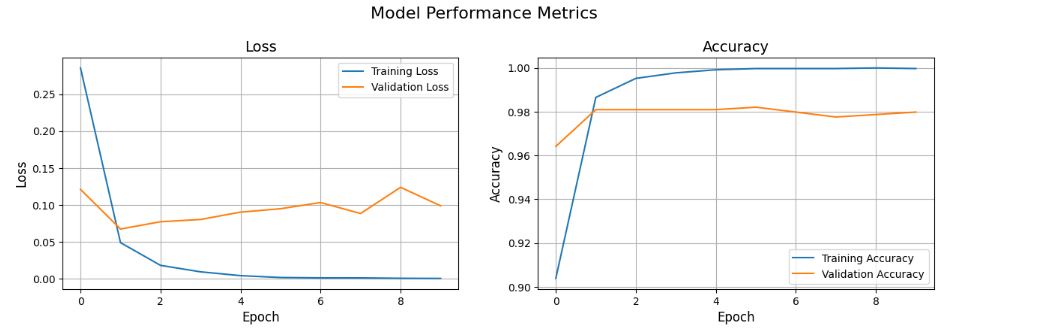 Model Performance Metrics
Loss
Training Loss
Validation Loss
0.25
0.20
0.15
0.10
0.05
0.00
Loss
0 2 4 6 8
Epoch
Accuracy
1.00
0.98
0.96
0.94
0.92
0.90
Accuracy
Training Accuracy
Validation Accuracy
0 2 4 6 8
Epoch